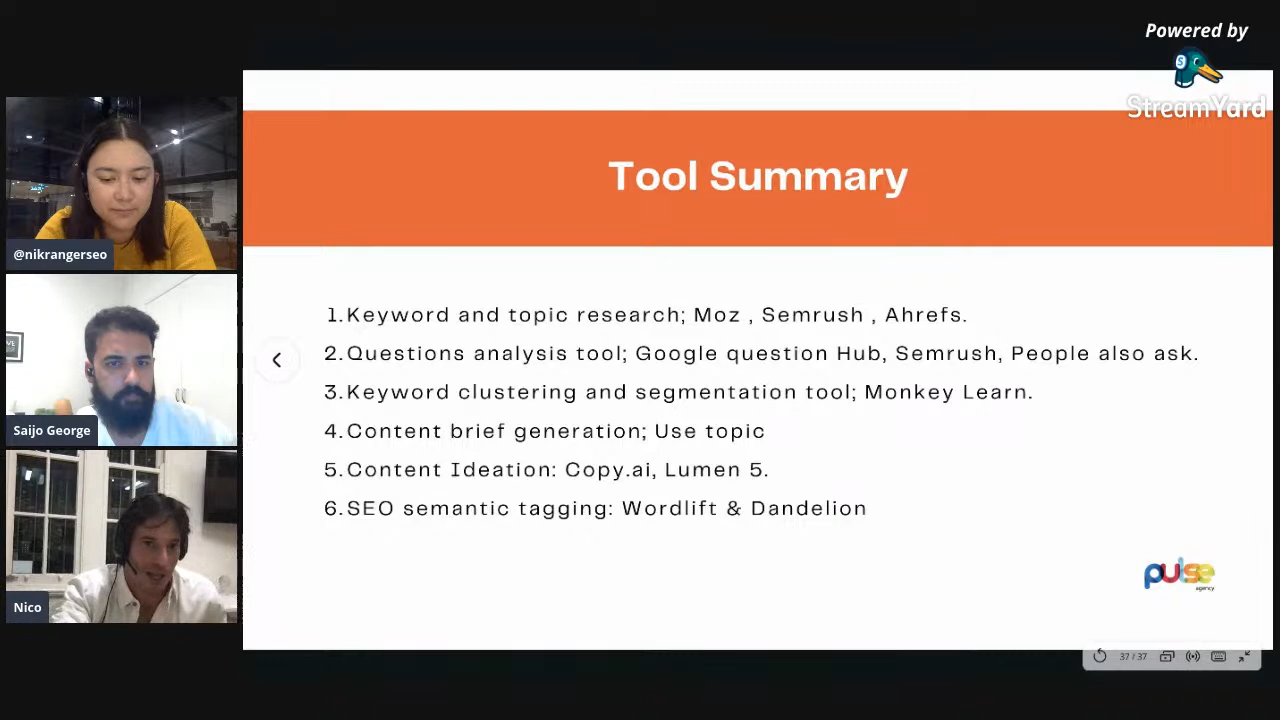 Powered by
S
StreamYard
Tool Summary
@nikrangerseo
1. Keyword and topic research; Moz , Semrush , Ahrefs.
2. Questions analysis tool; Google question Hub, Semrush, People also ask.
3. Keyword clustering and segmentation tool; Monkey Learn.
Saijo George
4. Content brief generation; Use topic
5. Content Ideation: Copy.ai, Lumen 5.
6. SEO semantic tagging: Wordlift & Dandelion
pulse
agency
Nico
37 / 37